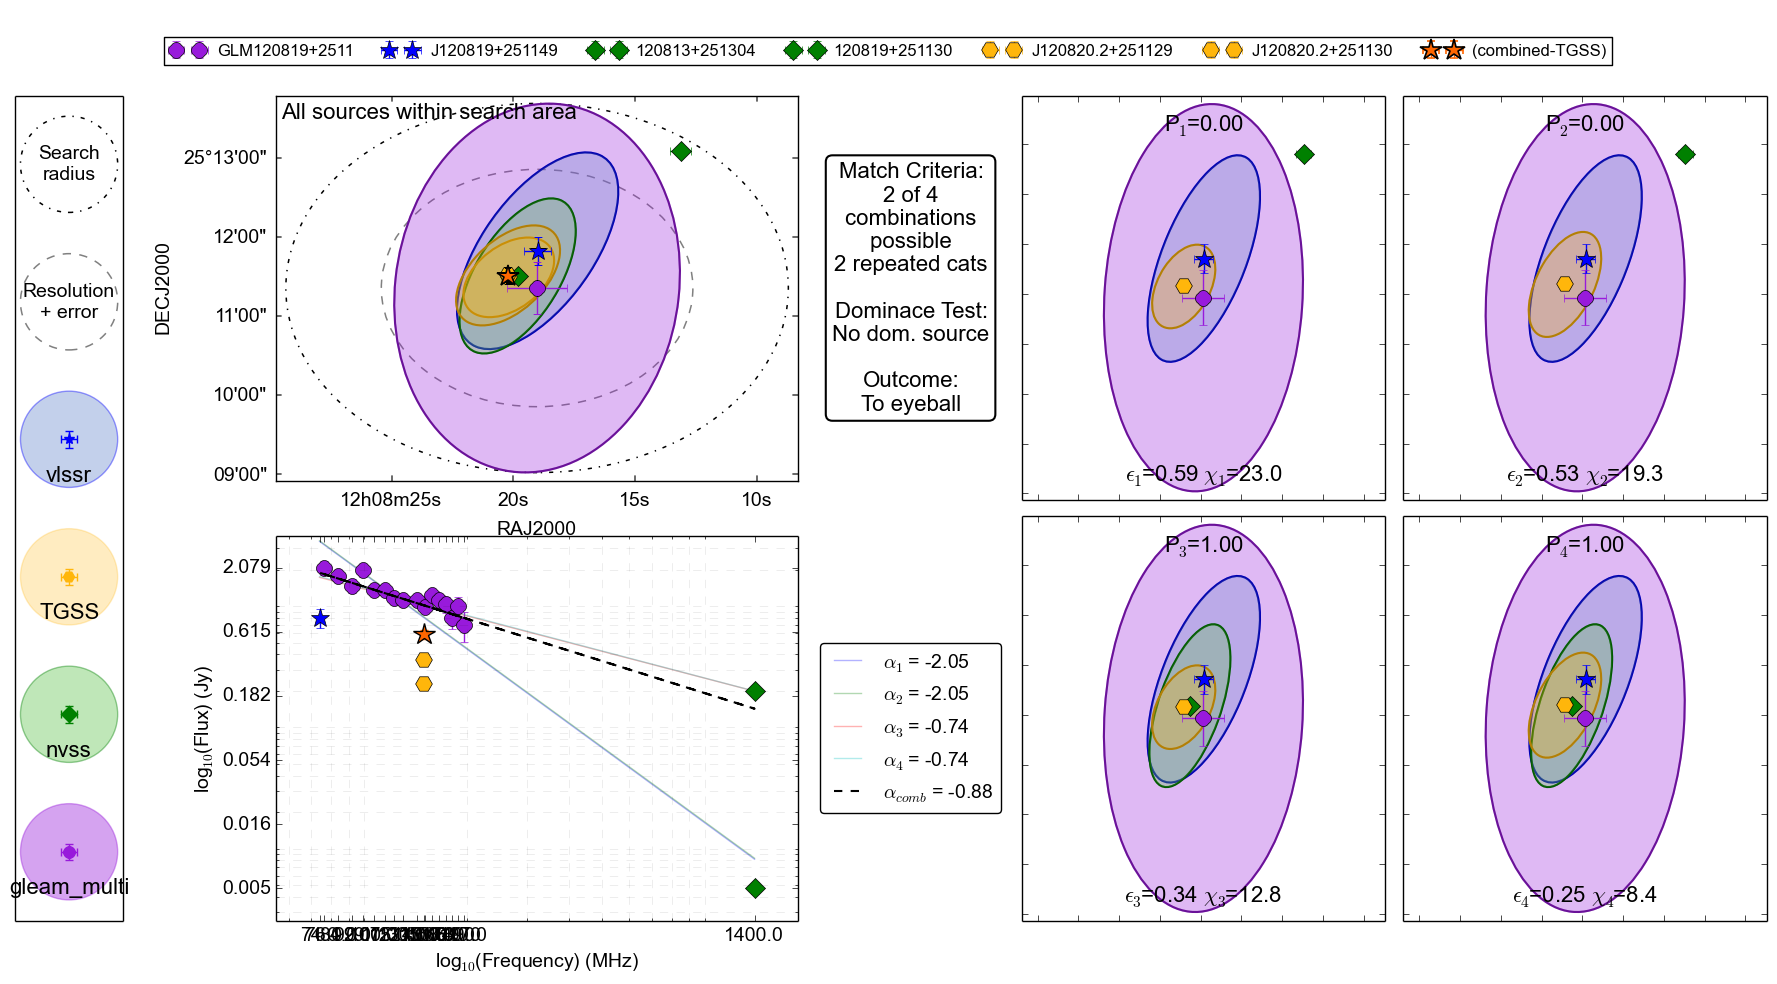 GLM120819+2511 J120819+251149 120813+251304 120819+251130 J120820.2+251129 J120820.2+251130 (combined-TGSS)
Search
radius
Resolution
+ error
vlssr
TGSS
nvss
gleam_multi
All sources within search area
DECJ2000
25°13'00"
12'00"
11'00"
10'00"
09'00"
12h08m25s 20s 15s 10s
RAJ2000
Match Criteria:
2 of 4
combinations
possible
2 repeated cats
Dominace Test:
No dom. source
Outcome:
To eyeball
P1=0.00
ϵ1=0.59 χ1=23.0
P2=0.00
ϵ2=0.53 χ2=19.3
log10(Flux) (Jy)
2.079
0.615
0.182
0.054
0.016
0.005
1400.0
log10(Frequency) (MHz)
α1 = -2.05
α2 = -2.05
α3 = -0.74
α4 = -0.74
αcomb = -0.88
P3=1.00
ϵ3=0.34 χ3=12.8
P4=1.00
ϵ4=0.25 χ4=8.4